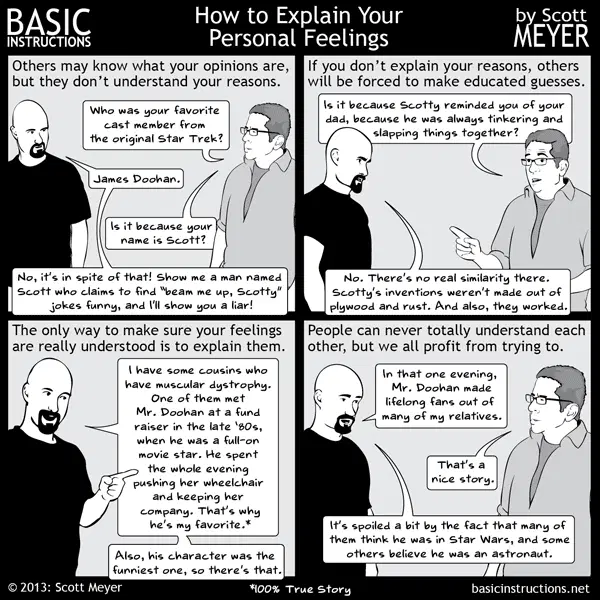 BASIC
INSTRUCTIONS
How to Explain Your
Personal Feelings
by Scott
MEYER
Others may know what your opinions are,
but they don't understand your reasons.
Who was your favorite
cast member from
the original Star Trek?
James Doohan.
Is it because your
name is Scott?
No, it's in spite of that! Show me a man named
Scott who claims to find "beam me up, Scotty"
jokes funny, and I'll show you a liar!
If you don't explain your reasons, others
will be forced to make educated guesses.
Is it because Scotty reminded you of your
dad, because he was always tinkering and
slapping things together?
No. There's no real similarity there.
Scotty's inventions weren't made out of
plywood and rust. And also, they worked.
The only way to make sure your feelings
are really understood is to explain them.
I have some cousins who
have muscular dystrophy.
One of them met
Mr. Doohan at a fund
raiser in the late '80s,
when he was a full-on
movie star. He spent
the whole evening
pushing her wheelchair
and keeping her
company. That's why
he's my favorite.*
Also, his character was the
funniest one, so there's that.
People can never totally understand each
other, but we all profit from trying to.
In that one evening,
Mr. Doohan made
lifelong fans out of
many of my relatives.
That's a
nice story.
It's spoiled a bit by the fact that many of
them think he was in Star Wars, and some
others believe he was an astronaut.
© 2013: Scott Meyer
*100% True Story
basicinstructions.net